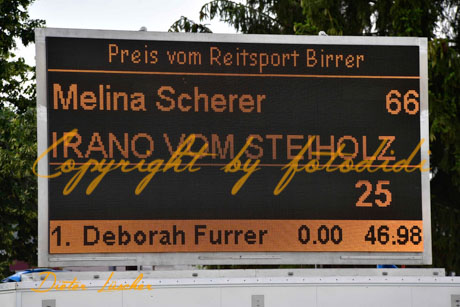 Preis vom Reitsport Birrer
Melina Scherer 66
IRANO VOM STEIHOLZ
Copyright by fotodidi
25
1. Deborah Furrer 0.00 46.98